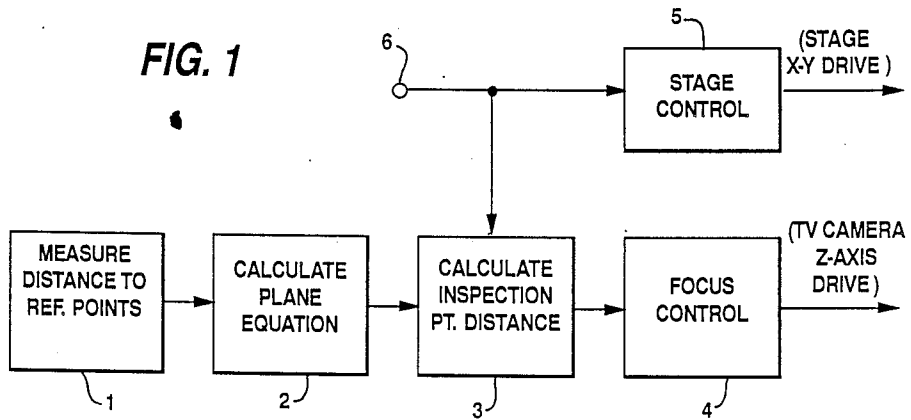 FIG. 1
6
5
STAGE
CONTROL
(STAGE
X-Y DRIVE)
MEASURE
DISTANCE TO
REF. POINTS
1
CALCULATE
PLANE
EQUATION
2
CALCULATE
INSPECTION
PT. DISTANCE
3
FOCUS
CONTROL
4
(TV CAMERA
Z-AXIS
DRIVE)